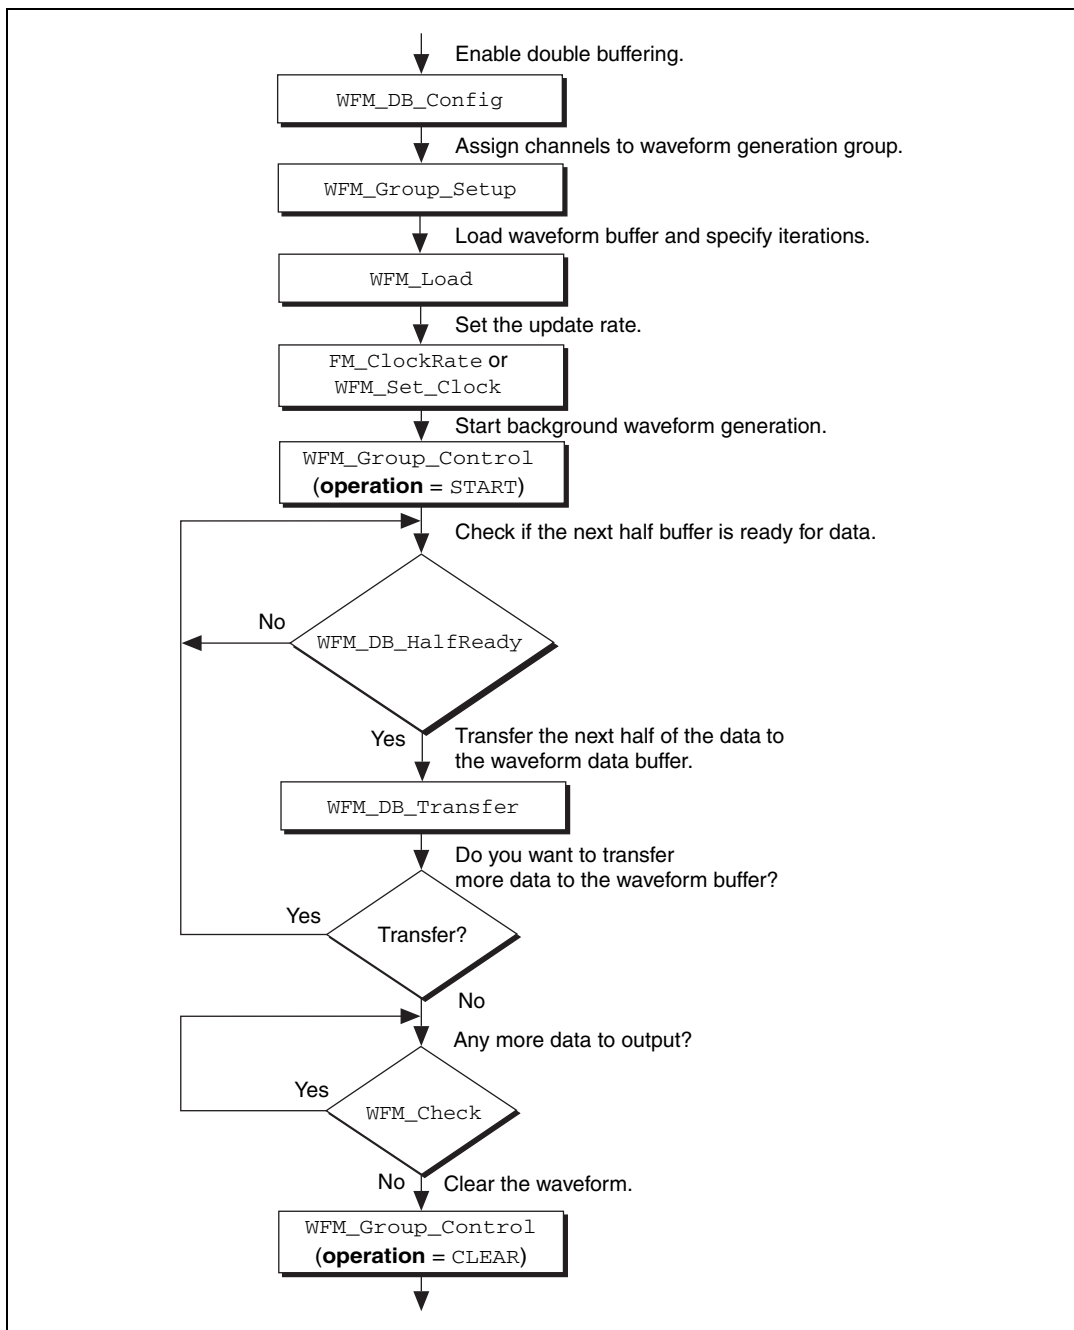 Enable double buffering.
WFM_DB_Config
Assign channels to waveform generation group.
WFM_Group_Setup
Load waveform buffer and specify iterations.
WFM_Load
Set the update rate.
FM_ClockRate or
WFM_Set_Clock
Start background waveform generation.
WFM_Group_Control
(operation = START)
Check if the next half buffer is ready for data.
No
WFM_DB_HalfReady
Yes
Transfer the next half of the data to
the waveform data buffer.
WFM_DB_Transfer
Do you want to transfer
more data to the waveform buffer?
Yes
Transfer?
No
Any more data to output?
Yes
WFM_Check
No
Clear the waveform.
WFM_Group_Control
(operation = CLEAR)